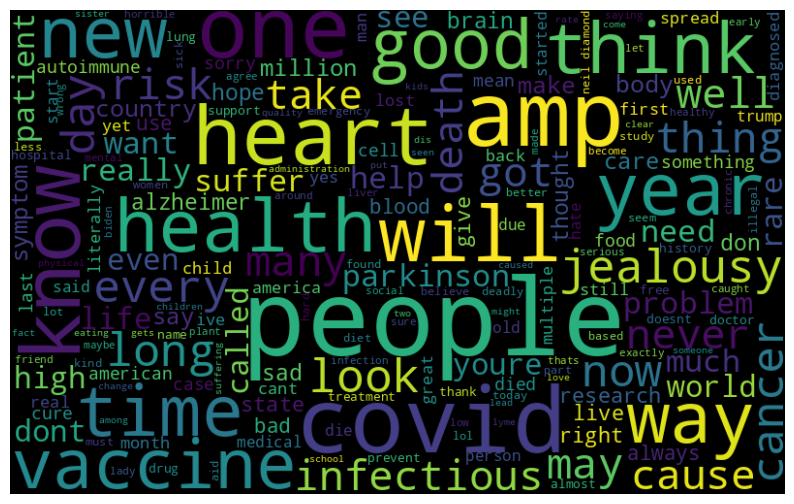 new
one
good
think
people
heart
amp
will
health
know
year
time
covid
way
vaccine
infectious
jealousy
cancer
cause
may
day
death
risk
take
suffer
many
every
long
look
now
thing
well
got
never
need
problem
much
world
live
right
youre
parkinson
called
life
say
even
really
want
help
alzheimer
patient
autoimmune
country
million
hope
brain
see
spread
body
make
rare
first
trump
diagnosed
started
man
sorry
lung
sister
horrible
symptom
start
yet
use
less
hospital
literally
said
child
blood
cell
yes
back
give
due
food
don
care
something
thought
hate
study
used
clear
become
healthy
neil diamond
let
come
early
rate
saying
kids
agree
support
quality
emergency
lost
mean
dis
seen
put
made
better
administration
mental
women
around
liver
sick
wrong
physical
biden
last
lot
ive
found
america
social
believe
deadly
caused
two
might
sure
multiple
still
history
serious
seem
illegal
chronic
doctor
doesnt
free
caught
based
exactly
someone
thats
part
love
old
diet
infection
great
died
today
lead
lyme
low
lol
person
prevent
treatment
thank
cant
sad
high
american
case
state
bad
real
cure
dont
month
medical
die
drug
aid
school
lady
must
among
change
kind
maybe
eating
gets
name
plant
children
suffering
friend
fact
research
always
almost